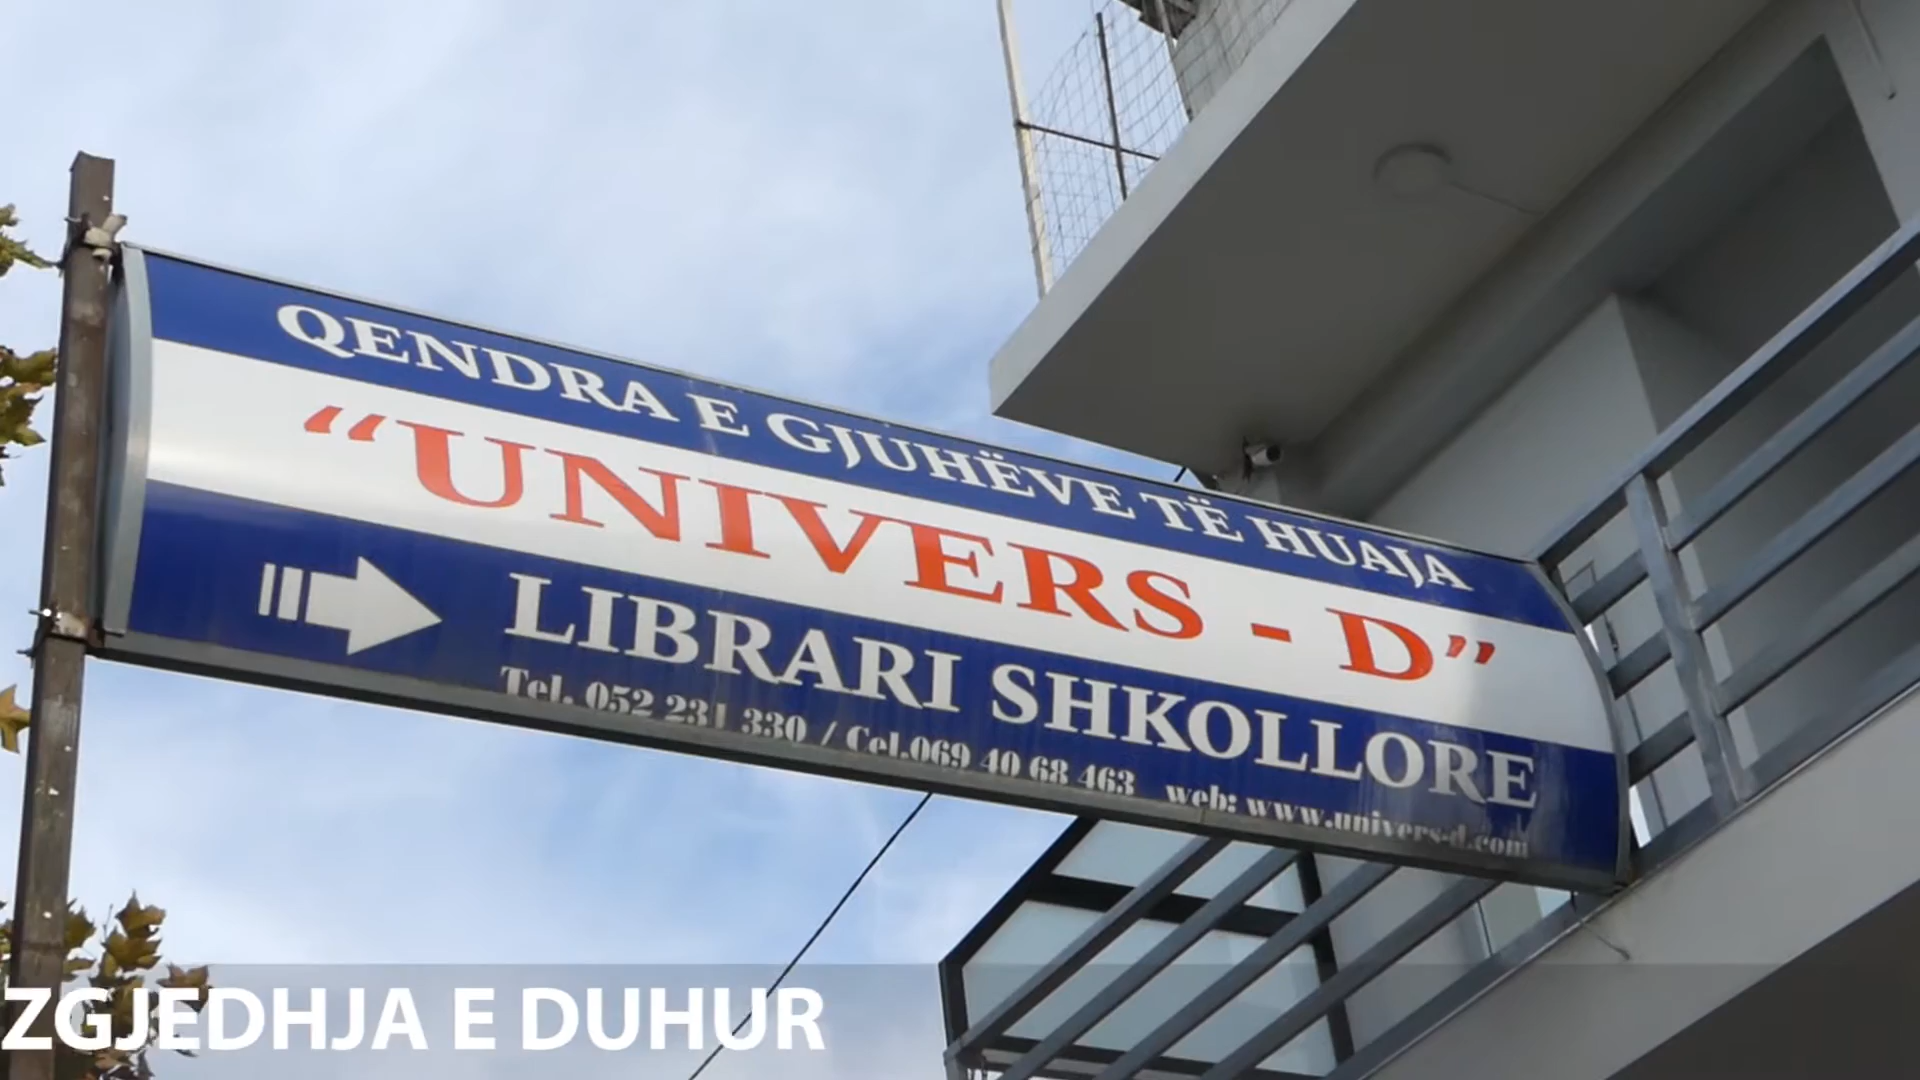 QENDRA E GJUHËVE TË HUAJA
“UNIVERS - D”
LIBRARI SHKOLLORE
Tel. 052 231 330 / Cel.069 40 68 463 web: www.univers-d.com
ZGJEDHJA E DUHUR